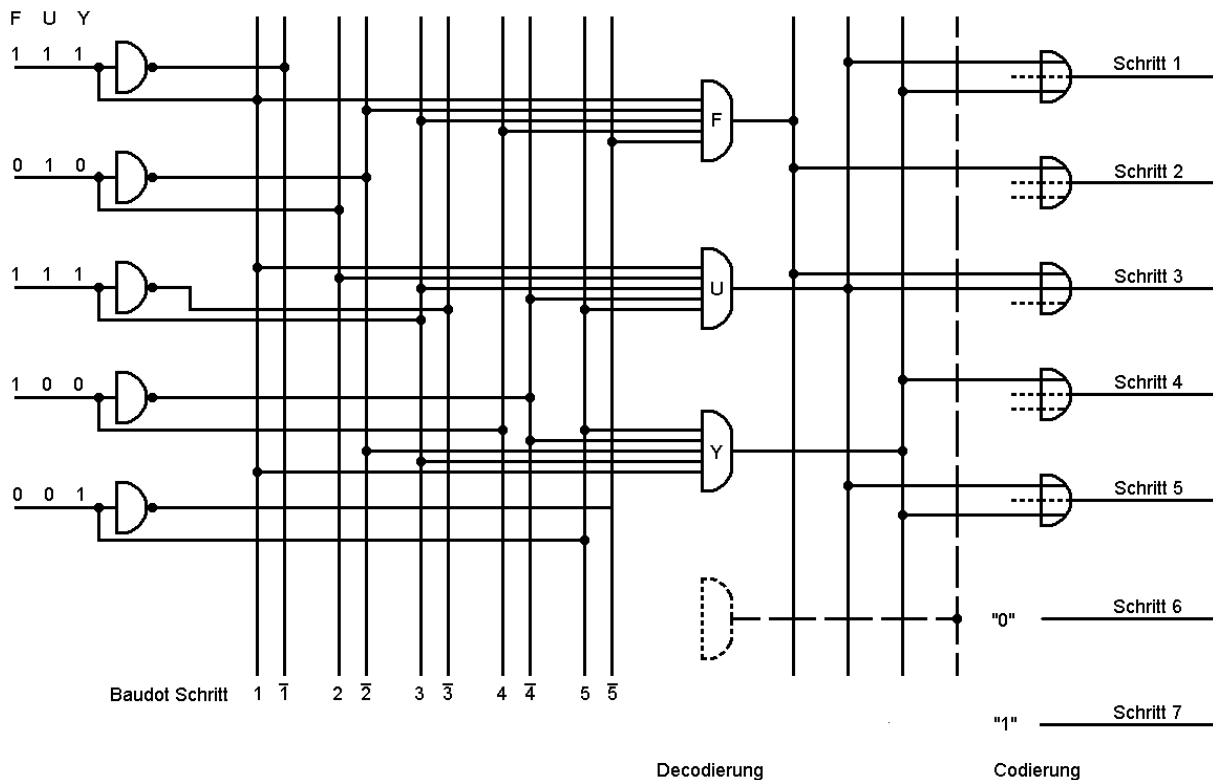 F U Y
1 1 1
Schritt 1
F
0 1 0
Schritt 2
1 1 1
U
Schritt 3
1 0 0
Schritt 4
Y
0 0 1
Schritt 5
"0" Schritt 6
Baudot Schritt 1 1̅ 2 2̅ 3 3̅ 4 4̅ 5 5̅
"1" Schritt 7
Decodierung Codierung